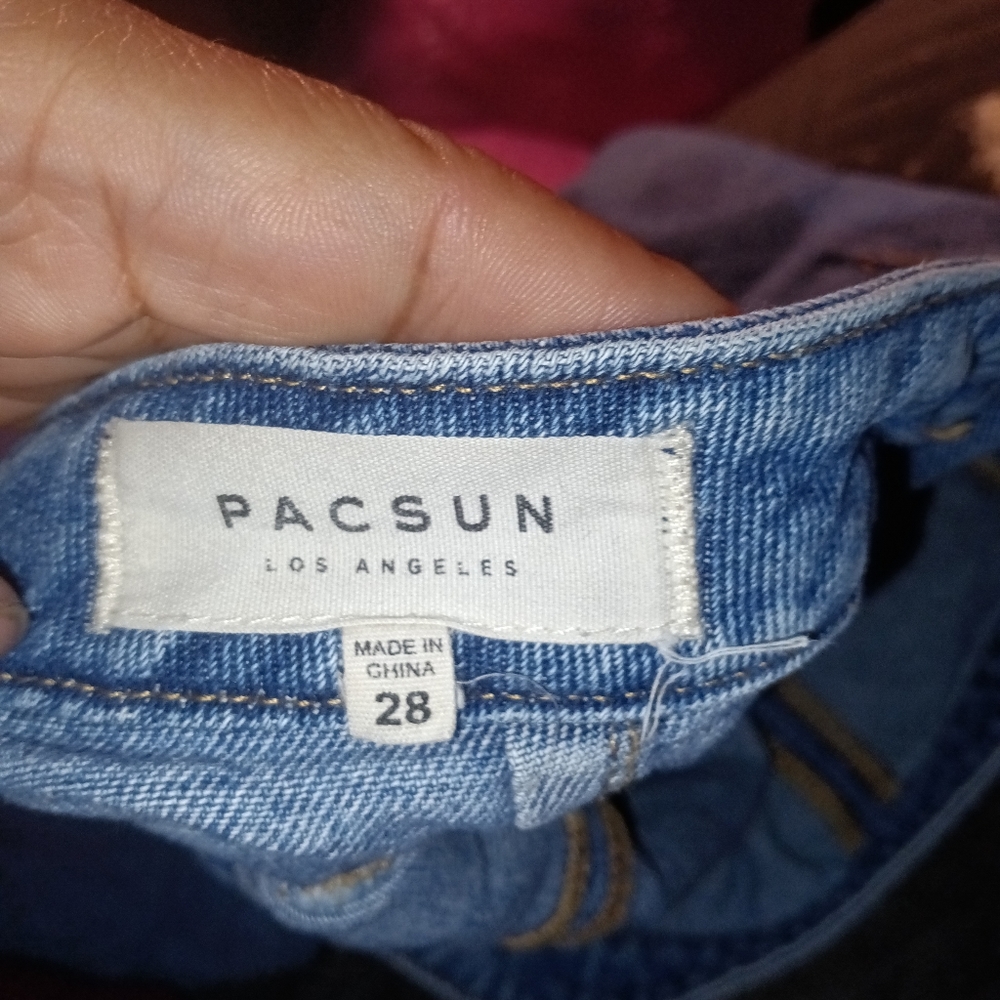 PACSUN
LOS ANGELES
MADE IN
CHINA
28